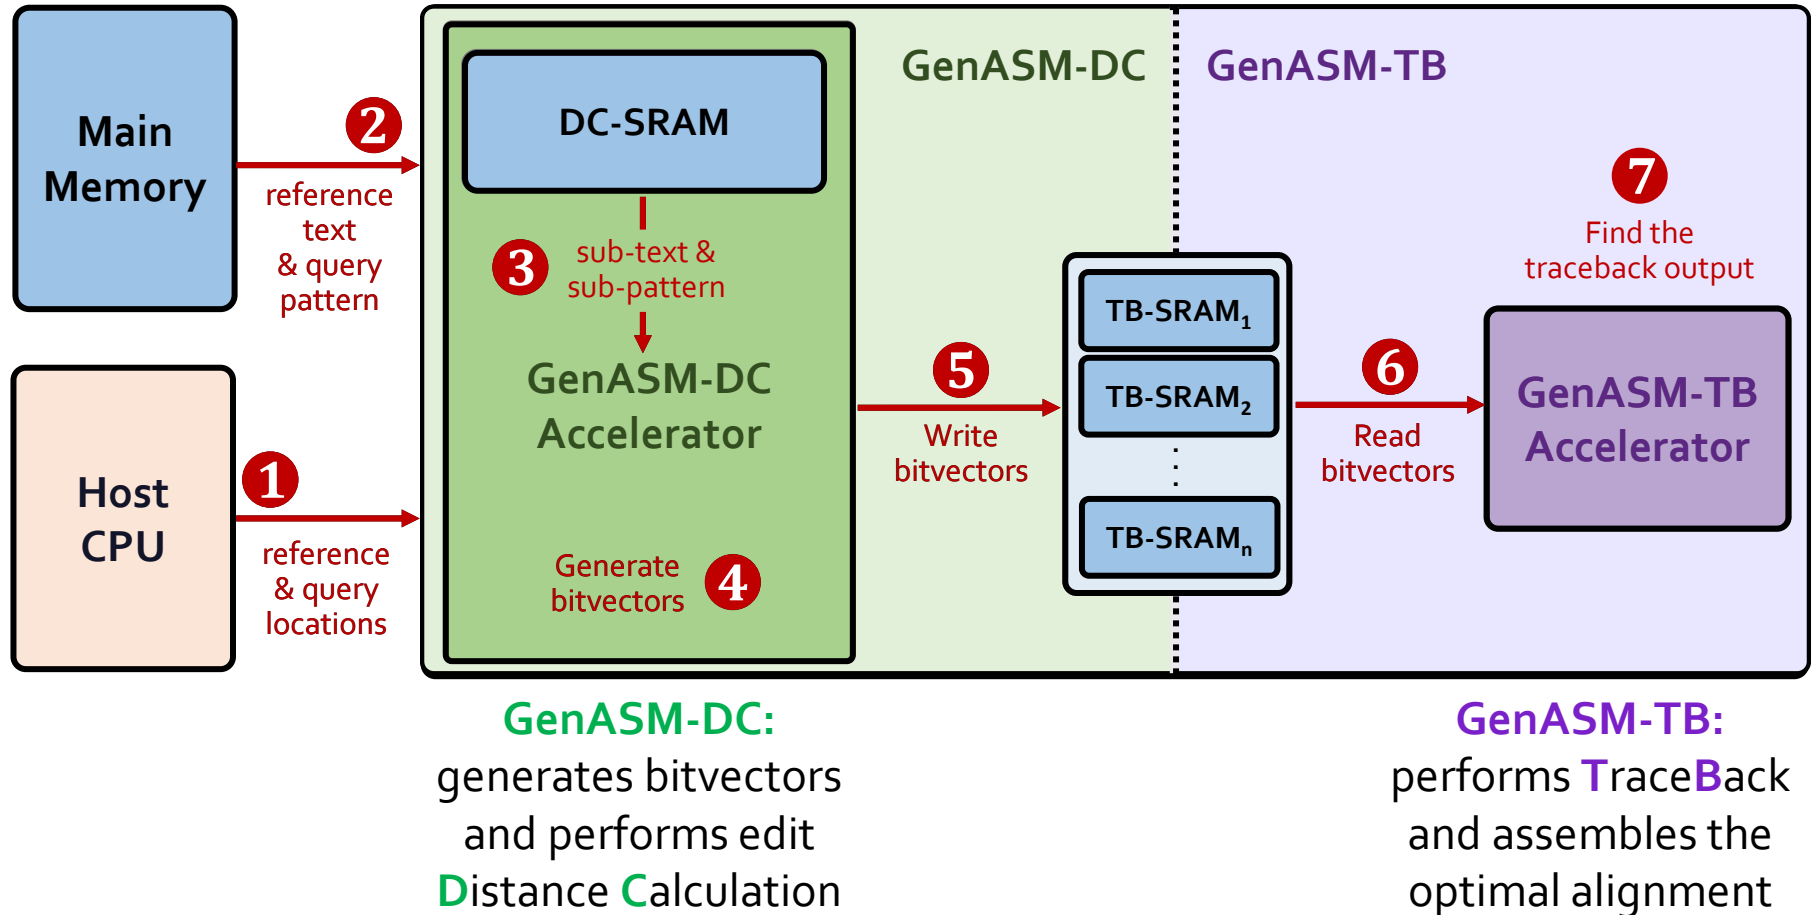 Main
Memory
2
reference
text
& query
pattern
Host
CPU
1
reference
& query
locations
GenASM-DC
DC-SRAM
3
sub-text &
sub-pattern
GenASM-DC
Accelerator
Generate
bitvectors
4
5
Write
bitvectors
TB-SRAM1
TB-SRAM2
TB-SRAMn
GenASM-TB
6
Read
bitvectors
7
Find the
traceback output
GenASM-TB
Accelerator
GenASM-DC:
generates bitvectors
and performs edit
Distance Calculation
GenASM-TB:
performs TraceBack
and assembles the
optimal alignment